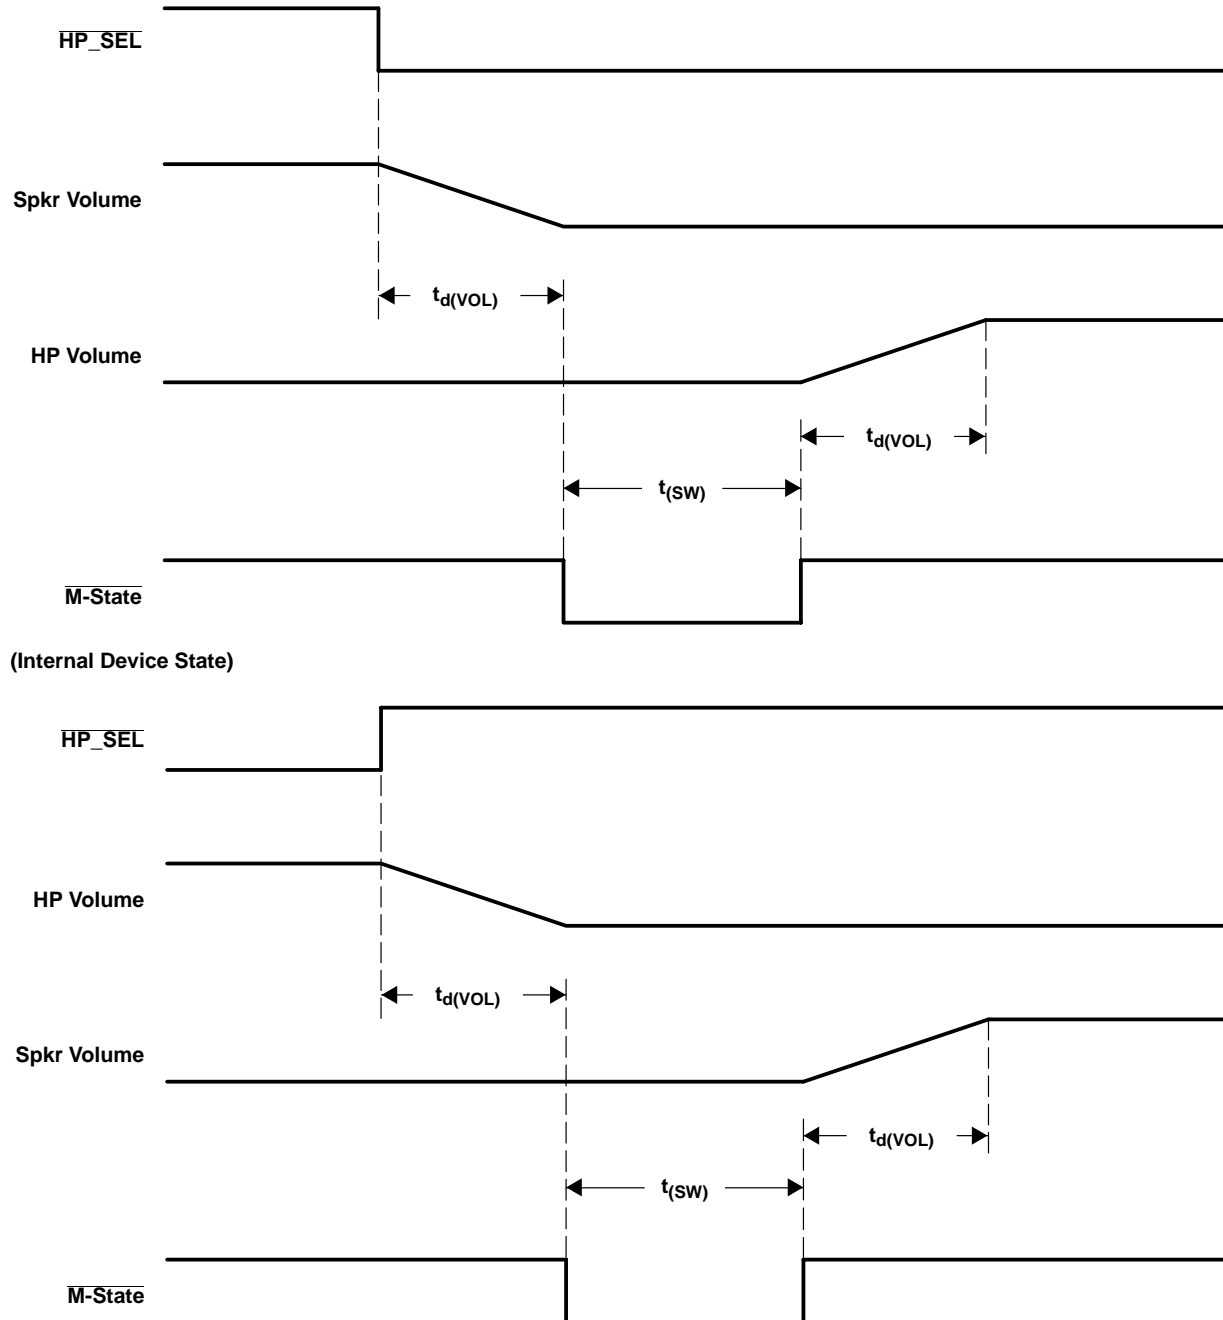 HP_SEL
Spkr Volume
td(VOL)
HP Volume
td(VOL)
t(SW)
M-State
(Internal Device State)
HP_SEL
HP Volume
td(VOL)
Spkr Volume
td(VOL)
t(SW)
M-State